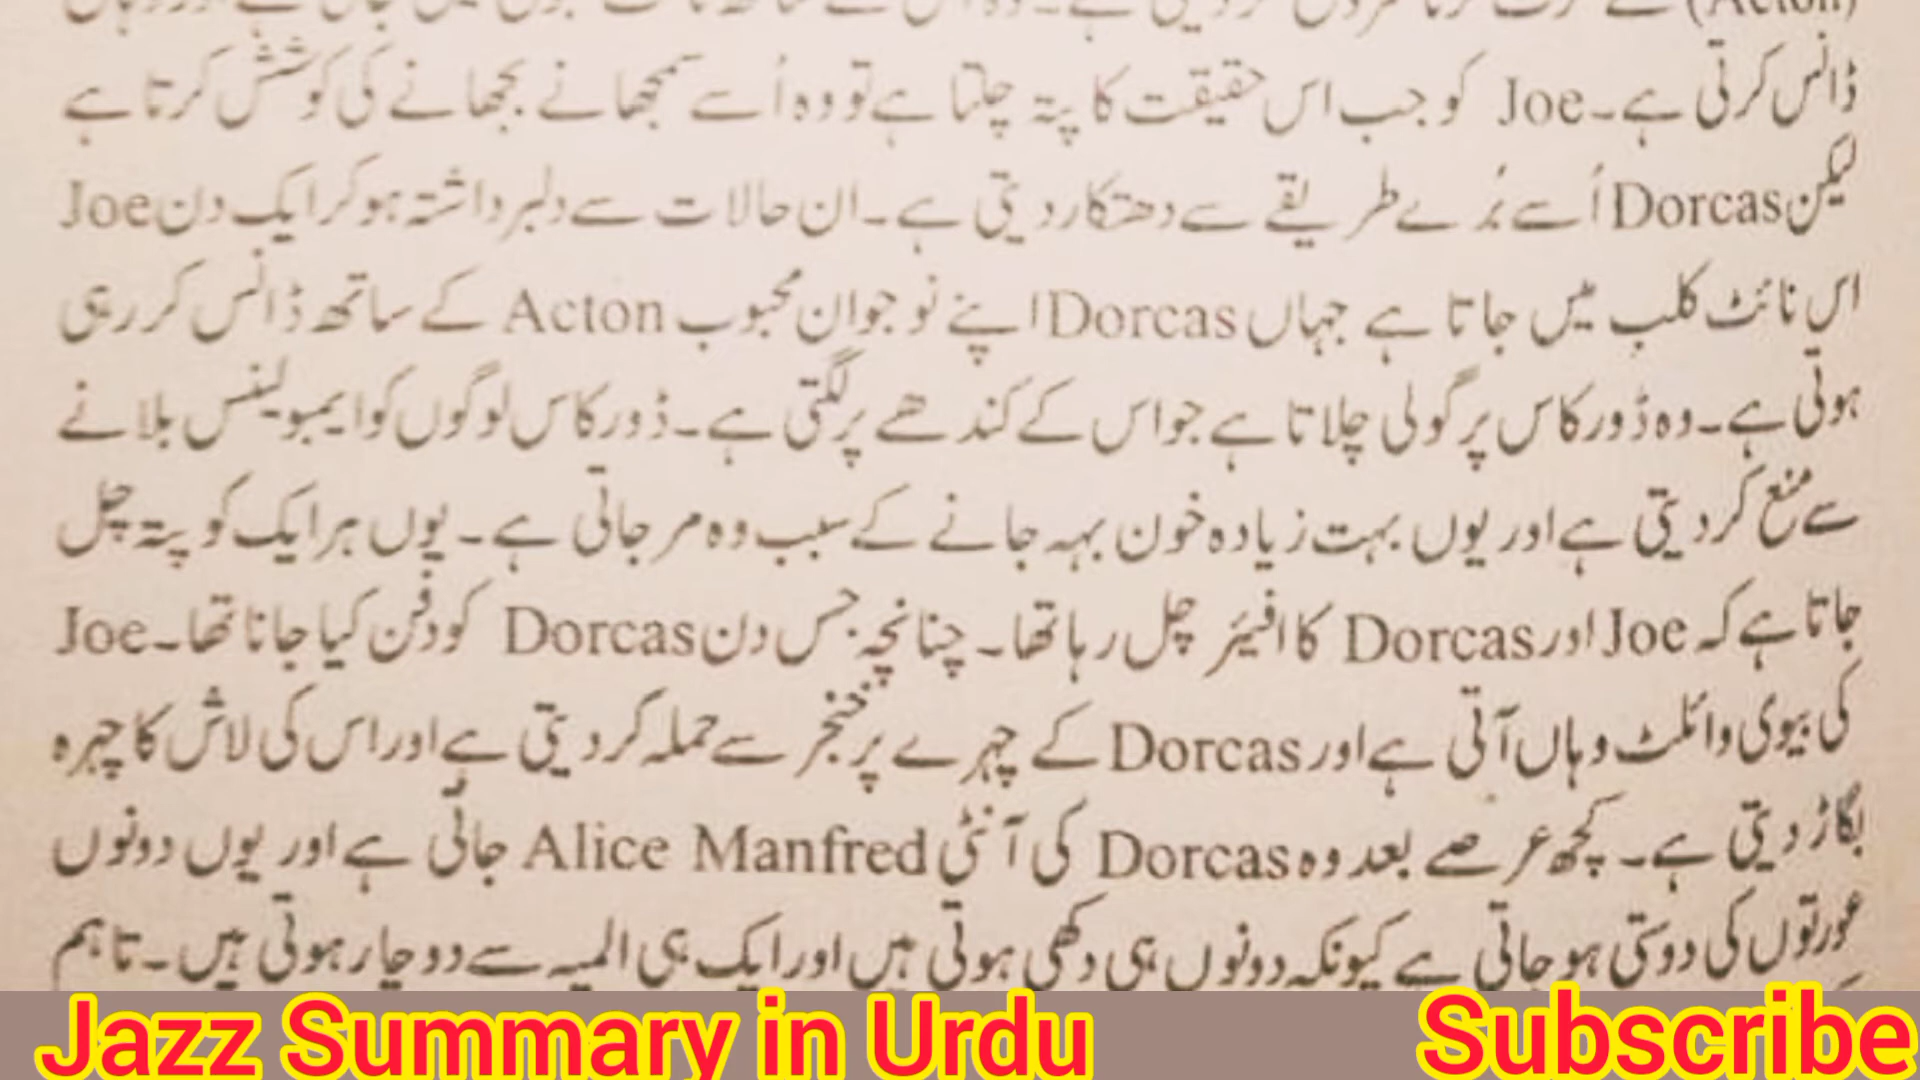 (Acton)
ڈانس کرتی ہے۔ Joe کو جب اس حقیقت کا پتہ چلتا ہے تو وہ اُسے سمجھانے بجھانے کی کوشش کرتا ہے
لیکن Dorcas اُسے بُرے طریقے سے دھتکار دیتی ہے۔ ان حالات سے دلبرداشتہ ہو کر ایک دن Joe
اس نائٹ کلب میں جاتا ہے جہاں Dorcas اپنے نوجوان محبوب Acton کے ساتھ ڈانس کر رہی
ہوتی ہے۔ وہ ڈورکاس پر گولی چلاتا ہے جو اس کے کندھے پر لگتی ہے۔ ڈورکاس لوگوں کو ایمبولینس بلانے
سے منع کر دیتی ہے اور یوں بہت زیادہ خون بہہ جانے کے سبب وہ مر جاتی ہے۔ یوں ہر ایک کو پتہ چل
جاتا ہے کہ Joe اور Dorcas کا افیئر چل رہا تھا۔ چنانچہ جس دن Dorcas کو دفن کیا جانا تھا۔ Joe
کی بیوی وائلٹ وہاں آتی ہے اور Dorcas کے چہرے پر خنجر سے حملہ کر دیتی ہے اور اس کی لاش کا چہرہ
بگاڑ دیتی ہے۔ کچھ عرصے بعد وہ Dorcas کی آنٹی Alice Manfred جاتی ہے اور یوں دونوں
عورتوں کی دوستی ہو جاتی ہے کیونکہ دونوں ہی دکھی ہوتی ہیں اور ایک ہی المیہ سے دوچار ہوتی ہیں۔ تاہم
Jazz Summary in Urdu
Subscribe